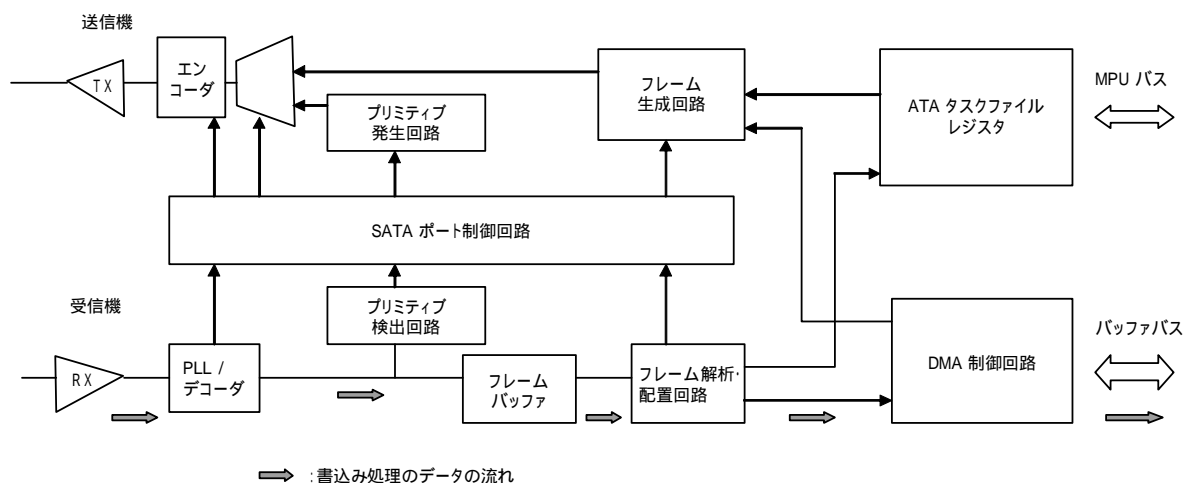 送信機
TX
エン
コーダ
プリミティブ
発生回路
フレーム
生成回路
ATA タスクファイル
レジスタ
MPU バス
SATA ポート制御回路
受信機
RX
PLL /
デコーダ
プリミティブ
検出回路
フレーム
バッファ
フレーム解析・
配置回路
DMA 制御回路
バッファバス
:書込み処理のデータの流れ